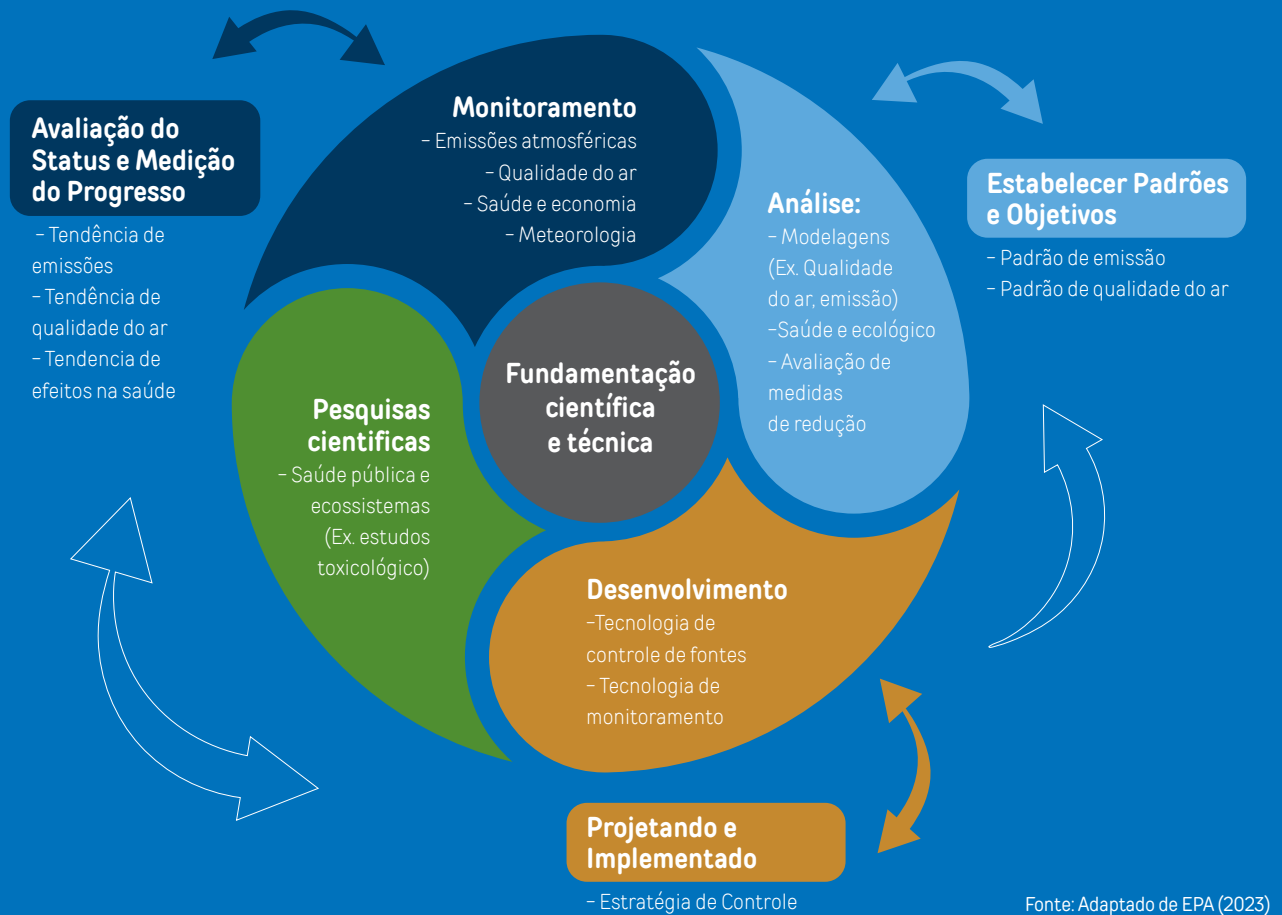 Avaliação do
Status e Medição
do Progresso
– Tendência de
emissões
– Tendência de
qualidade do ar
– Tendencia de
efeitos na saúde
Monitoramento
– Emissões atmosféricas
– Qualidade do ar
– Saúde e economia
– Meteorologia
Análise:
– Modelagens
(Ex. Qualidade
do ar, emissão)
–Saúde e ecológico
– Avaliação de
medidas
de redução
Estabelecer Padrões
e Objetivos
– Padrão de emissão
– Padrão de qualidade do ar
Fundamentação
científica
e técnica
Pesquisas
cientificas
– Saúde pública e
ecossistemas
(Ex. estudos
toxicológico)
Desenvolvimento
–Tecnologia de
controle de fontes
– Tecnologia de
monitoramento
Projetando e
Implementado
– Estratégia de Controle
Fonte: Adaptado de EPA (2023)